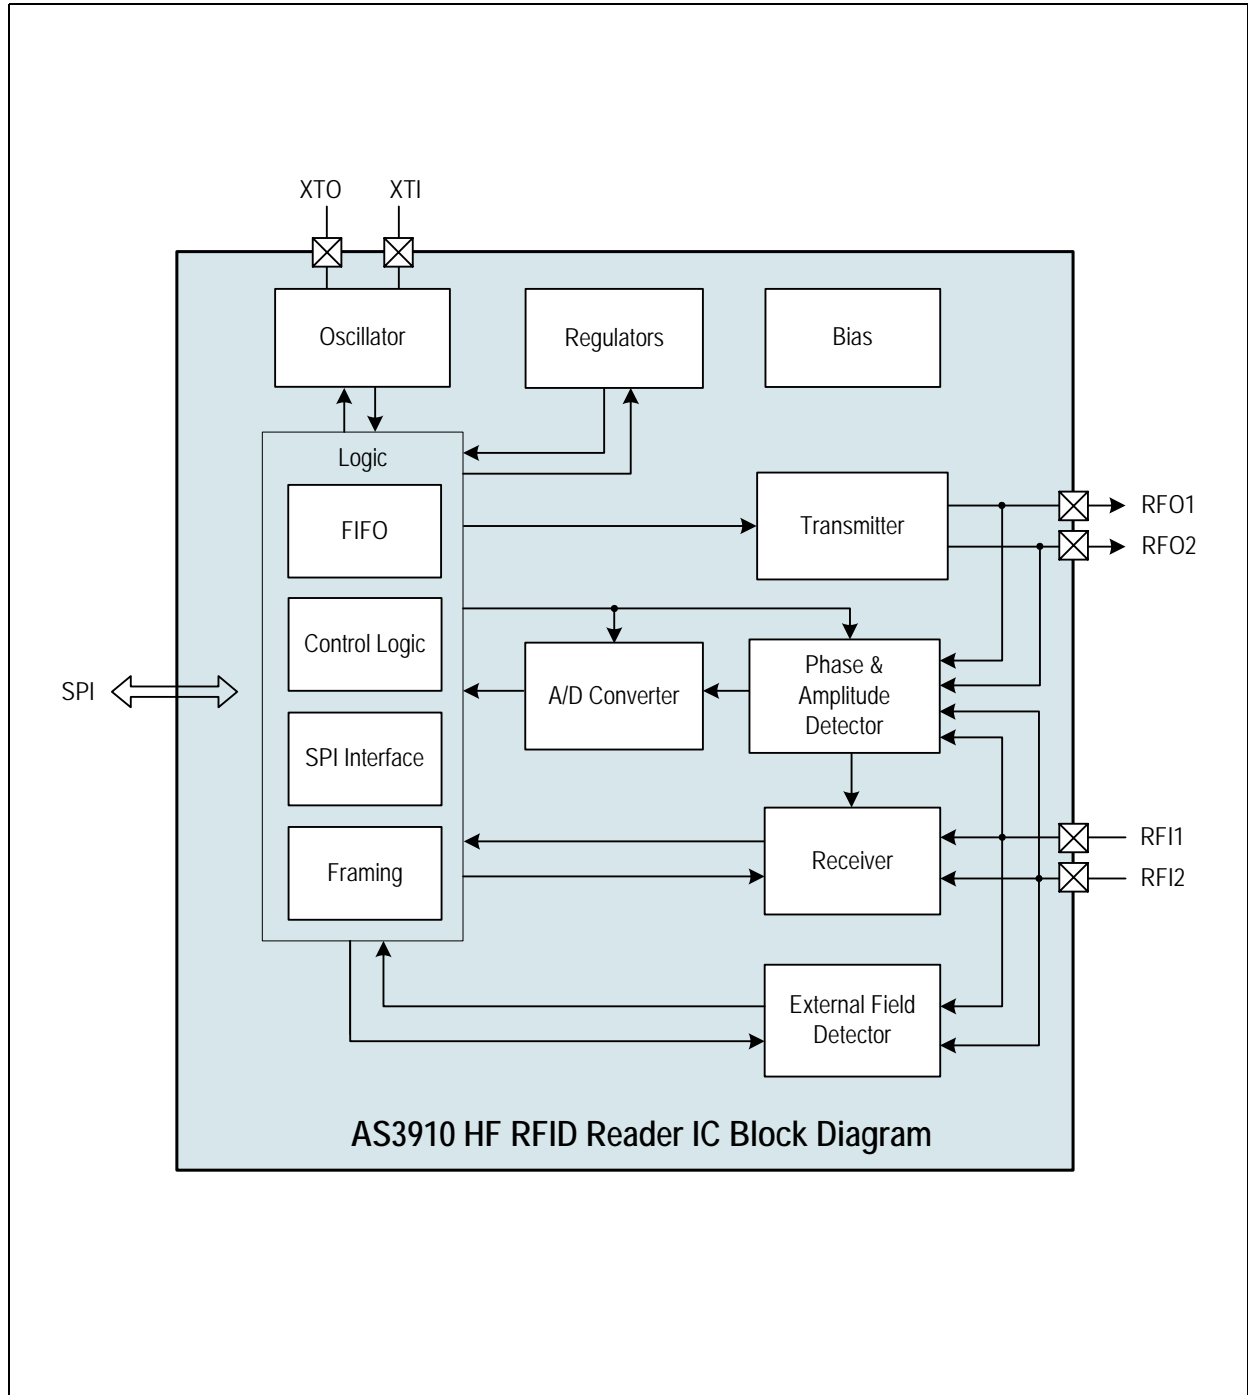 XTO
XTI
Oscillator
Regulators
Bias
Logic
FIFO
Transmitter
RFO1
RFO2
Control Logic
A/D Converter
Phase &
Amplitude
Detector
SPI
SPI Interface
Framing
Receiver
RFI1
RFI2
External Field
Detector
AS3910 HF RFID Reader IC Block Diagram